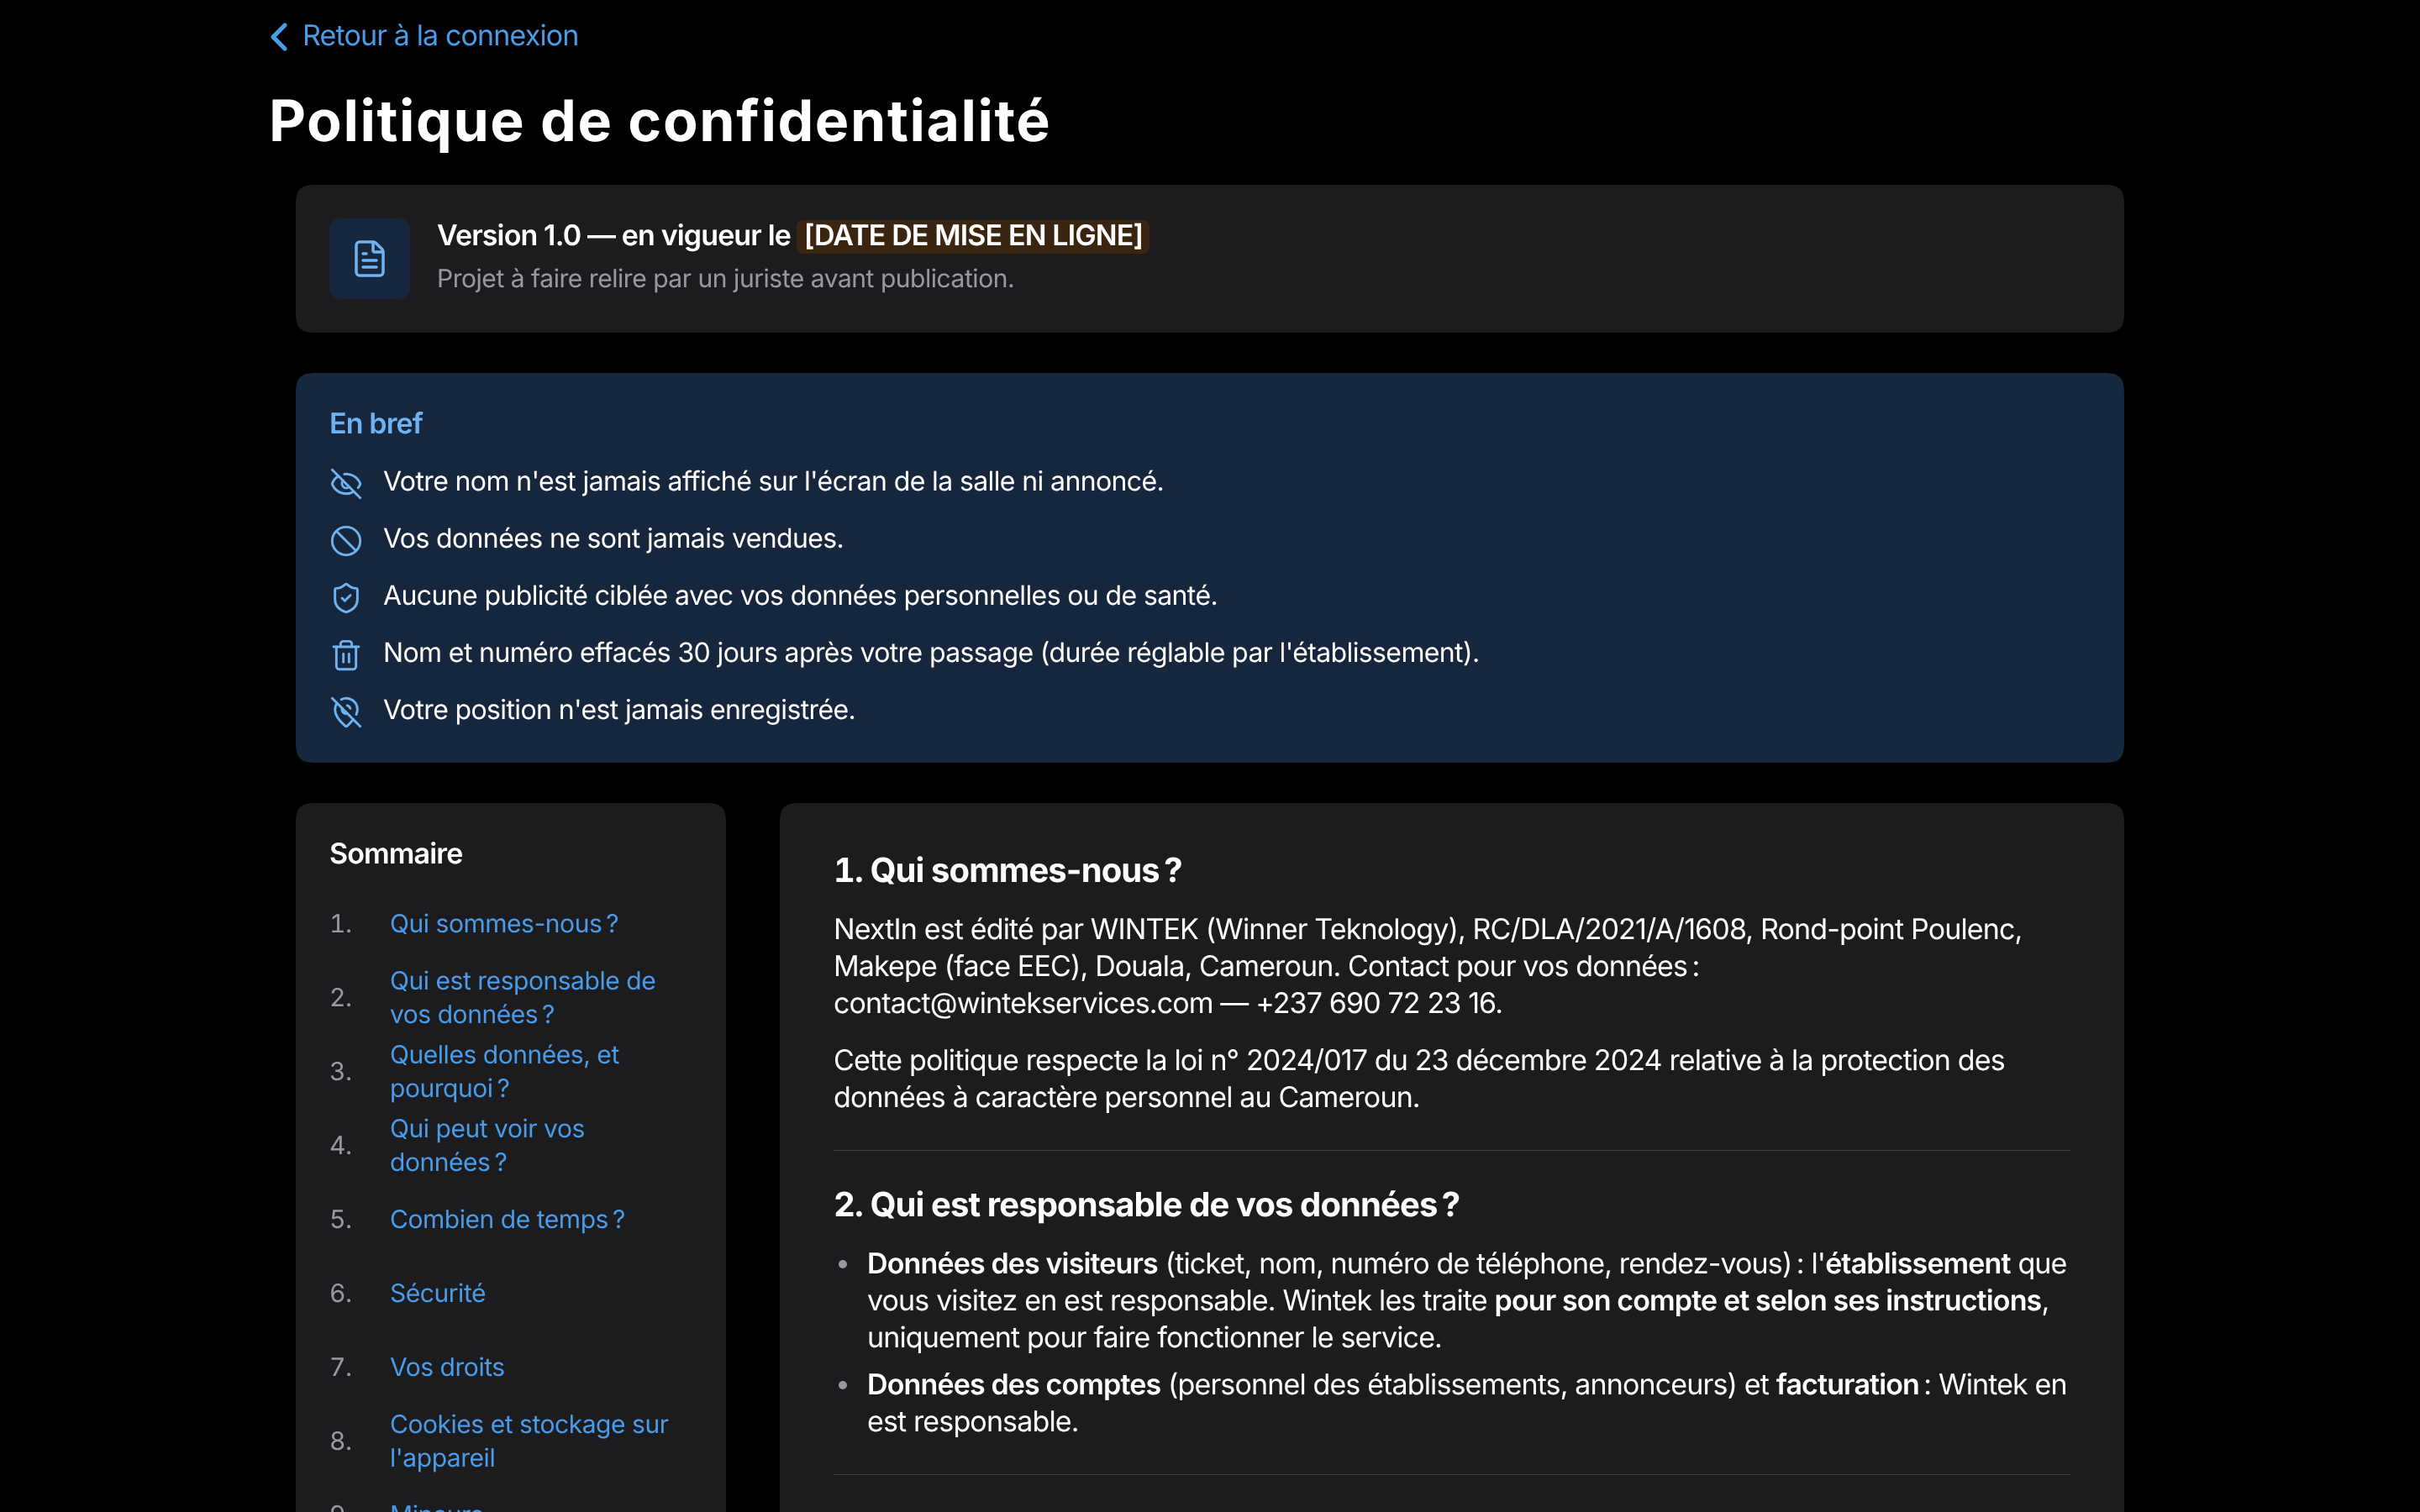 Retour à la connexion
Politique de confidentialité
Version 1.0 — en vigueur le [DATE DE MISE EN LIGNE]
Projet à faire relire par un juriste avant publication.
En bref
Votre nom n'est jamais affiché sur l'écran de la salle ni annoncé.
Vos données ne sont jamais vendues.
Aucune publicité ciblée avec vos données personnelles ou de santé.
Nom et numéro effacés 30 jours après votre passage (durée réglable par l'établissement).
Votre position n'est jamais enregistrée.
Sommaire
1. Qui sommes-nous ?
2. Qui est responsable de
vos données ?
3. Quelles données, et
pourquoi ?
4. Qui peut voir vos
données ?
5. Combien de temps ?
6. Sécurité
7. Vos droits
8. Cookies et stockage sur
l'appareil
1. Qui sommes-nous ?
NextIn est édité par WINTEK (Winner Teknology), RC/DLA/2021/A/1608, Rond-point Poulenc,
Makepe (face EEC), Douala, Cameroun. Contact pour vos données :
contact@wintekservices.com — +237 690 72 23 16.
Cette politique respecte la loi n° 2024/017 du 23 décembre 2024 relative à la protection des
données à caractère personnel au Cameroun.
2. Qui est responsable de vos données ?
• Données des visiteurs (ticket, nom, numéro de téléphone, rendez-vous) : l'établissement que
vous visitez en est responsable. Wintek les traite pour son compte et selon ses instructions,
uniquement pour faire fonctionner le service.
• Données des comptes (personnel des établissements, annonceurs) et facturation : Wintek en
est responsable.